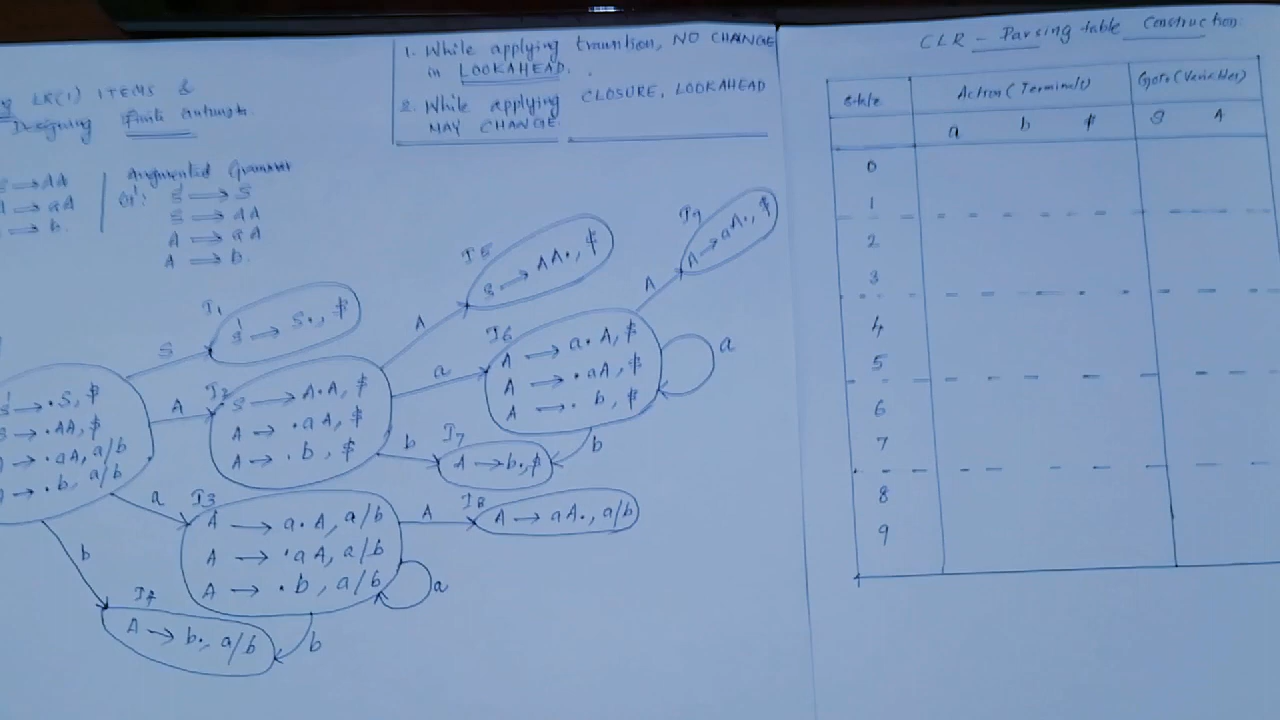 LR(1) ITEMS &
Designing Finite Automata.
S → AA
A → aA
→ b.
Augmented Grammar
G': S' → S
S → AA
A → aA
A → b.
1. While applying transition, NO CHANGE
in LOOKAHEAD.
2. While applying CLOSURE, LOOKAHEAD
MAY CHANGE.
S' → .S, $
S → .AA, $
→ .aA, a/b
→ .b, a/b
S
A
a
b
I1
S' → S., $
I2
S → A.A, $
A → .aA, $
A → .b, $
A
a
b
I5
S → AA., $
I6
A → a.A, $
A → .aA, $
A → .b, $
A
a
b
I9
A → aA., $
I7
A → b., $
I3
A → a.A, a/b
A → .aA, a/b
A → .b, a/b
A
a
b
I8
A → aA., a/b
I4
A → b., a/b
CLR - Parsing table Construction
State Action (Terminals) Goto (Variables)
a b $ S A
0
1
2
3
4
5
6
7
8
9